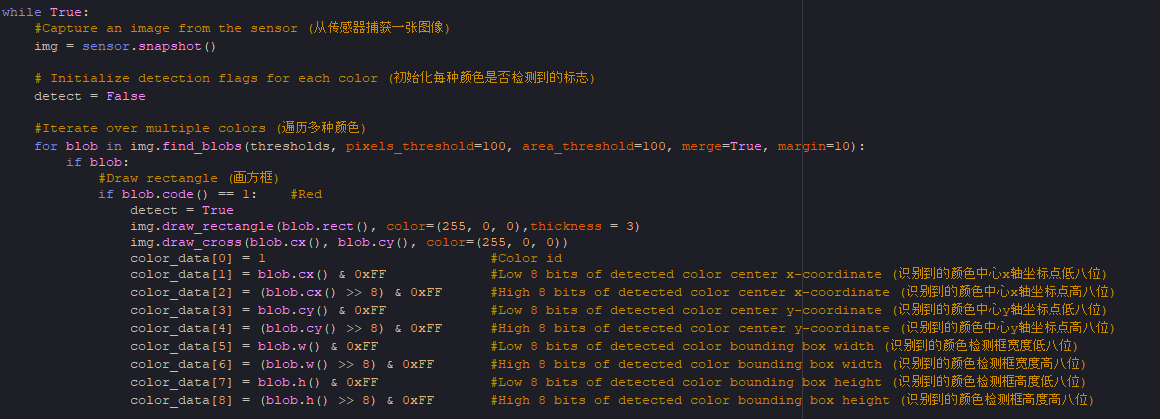 while True:
    #Capture an image from the sensor (从传感器捕获一张图像)
    img = sensor.snapshot()
    # Initialize detection flags for each color (初始化每种颜色是否检测到的标志)
    detect = False
    #Iterate over multiple colors (遍历多种颜色)
    for blob in img.find_blobs(thresholds, pixels_threshold=100, area_threshold=100, merge=True, margin=10):
        if blob:
            #Draw rectangle (画方框)
            if blob.code() == 1:    #Red
                detect = True
                img.draw_rectangle(blob.rect(), color=(255, 0, 0),thickness = 3)
                img.draw_cross(blob.cx(), blob.cy(), color=(255, 0, 0))
                color_data[0] = 1                            #Color id
                color_data[1] = blob.cx() & 0xFF             #Low 8 bits of detected color center x-coordinate (识别到的颜色中心x轴坐标点低八位)
                color_data[2] = (blob.cx() >> 8) & 0xFF      #High 8 bits of detected color center x-coordinate (识别到的颜色中心x轴坐标点高八位)
                color_data[3] = blob.cy() & 0xFF             #Low 8 bits of detected color center y-coordinate (识别到的颜色中心y轴坐标点低八位)
                color_data[4] = (blob.cy() >> 8) & 0xFF      #High 8 bits of detected color center y-coordinate (识别到的颜色中心y轴坐标点高八位)
                color_data[5] = blob.w() & 0xFF              #Low 8 bits of detected color bounding box width (识别到的颜色检测框宽度低八位)
                color_data[6] = (blob.w() >> 8) & 0xFF       #High 8 bits of detected color bounding box width (识别到的颜色检测框宽度高八位)
                color_data[7] = blob.h() & 0xFF              #Low 8 bits of detected color bounding box height (识别到的颜色检测框高度低八位)
                color_data[8] = (blob.h() >> 8) & 0xFF       #High 8 bits of detected color bounding box height (识别到的颜色检测框高度高八位)